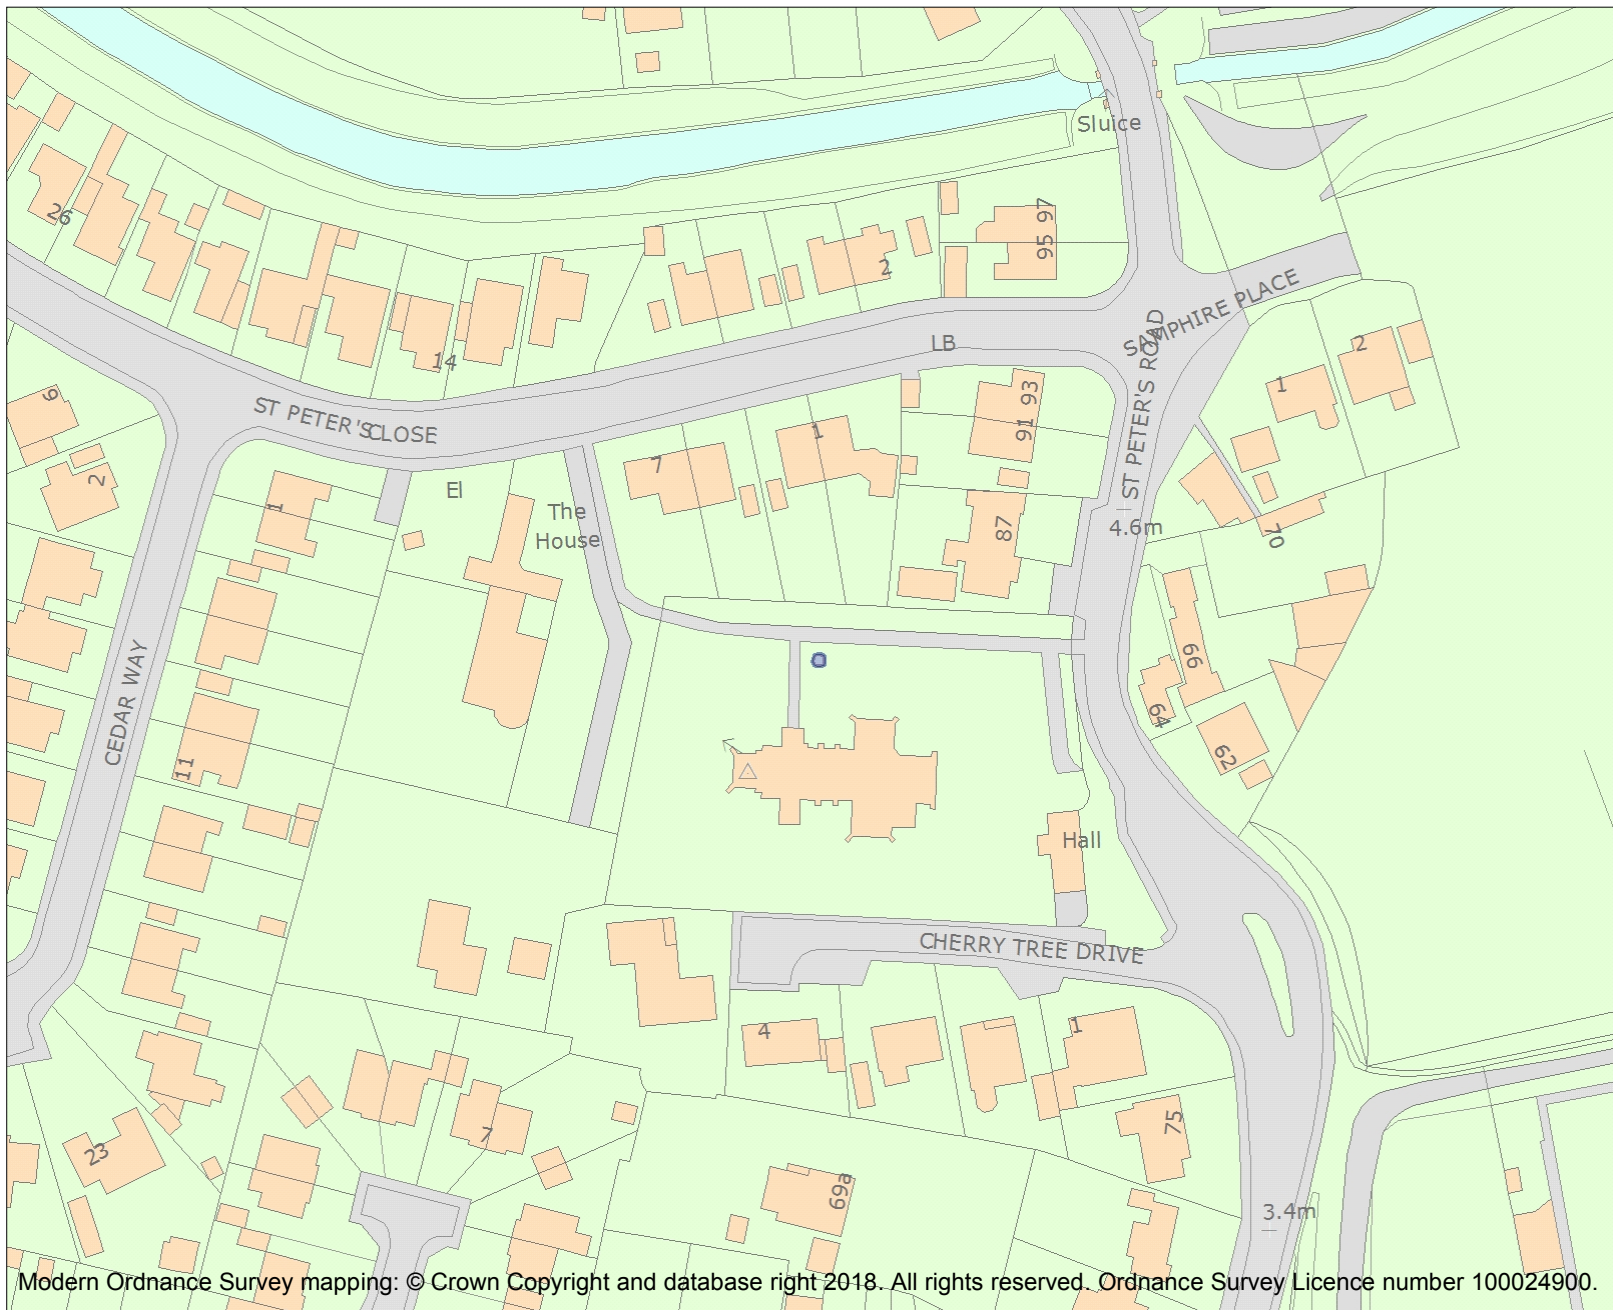 Sluice
26
97
95
2
SAMPHIRE PLACE
14
LB
2
1
9
ST PETER'S CLOSE
93
91
ST PETER'S ROAD
1
7
2
El
1
The
House
87
4.6m
70
66
64
62
CEDAR WAY
11
Hall
CHERRY TREE DRIVE
4
1
75
7
23
69a
3.4m
Modern Ordnance Survey mapping: © Crown Copyright and database right 2018. All rights reserved. Ordnance Survey Licence number 100024900.